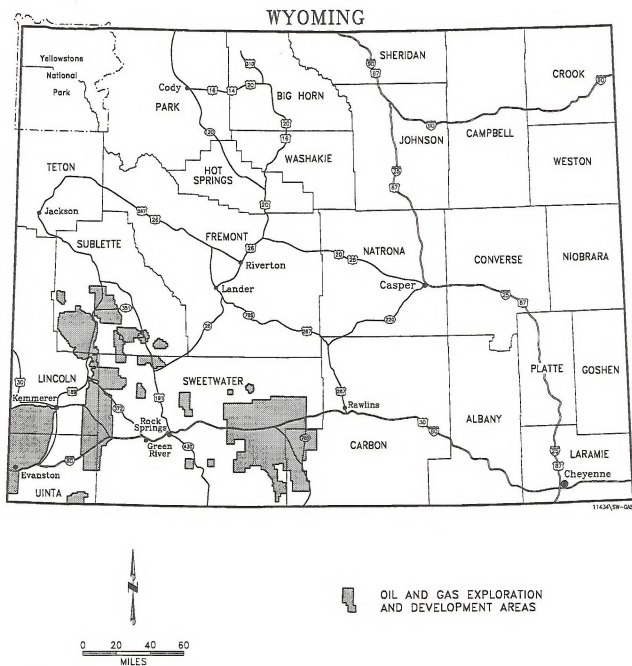 WYOMING
Yellowstone
National
Park
SHERIDAN
CROOK
Cody
PARK
BIG HORN
JOHNSON
CAMPBELL
WASHAKIE
WESTON
HOT
SPRINGS
TETON
Jackson
SUBLETTE
FREMONT
NATRONA
CONVERSE
NIOBRARA
Riverton
Casper
Lander
LINCOLN
SWEETWATER
PLATTE
GOSHEN
Kemmerer
Rock
Springs
Rawlins
ALBANY
Green
River
CARBON
LARAMIE
Evanston
Cheyenne
UINTA
N
OIL AND GAS EXPLORATION
AND DEVELOPMENT AREAS
0 20 40 60
MILES